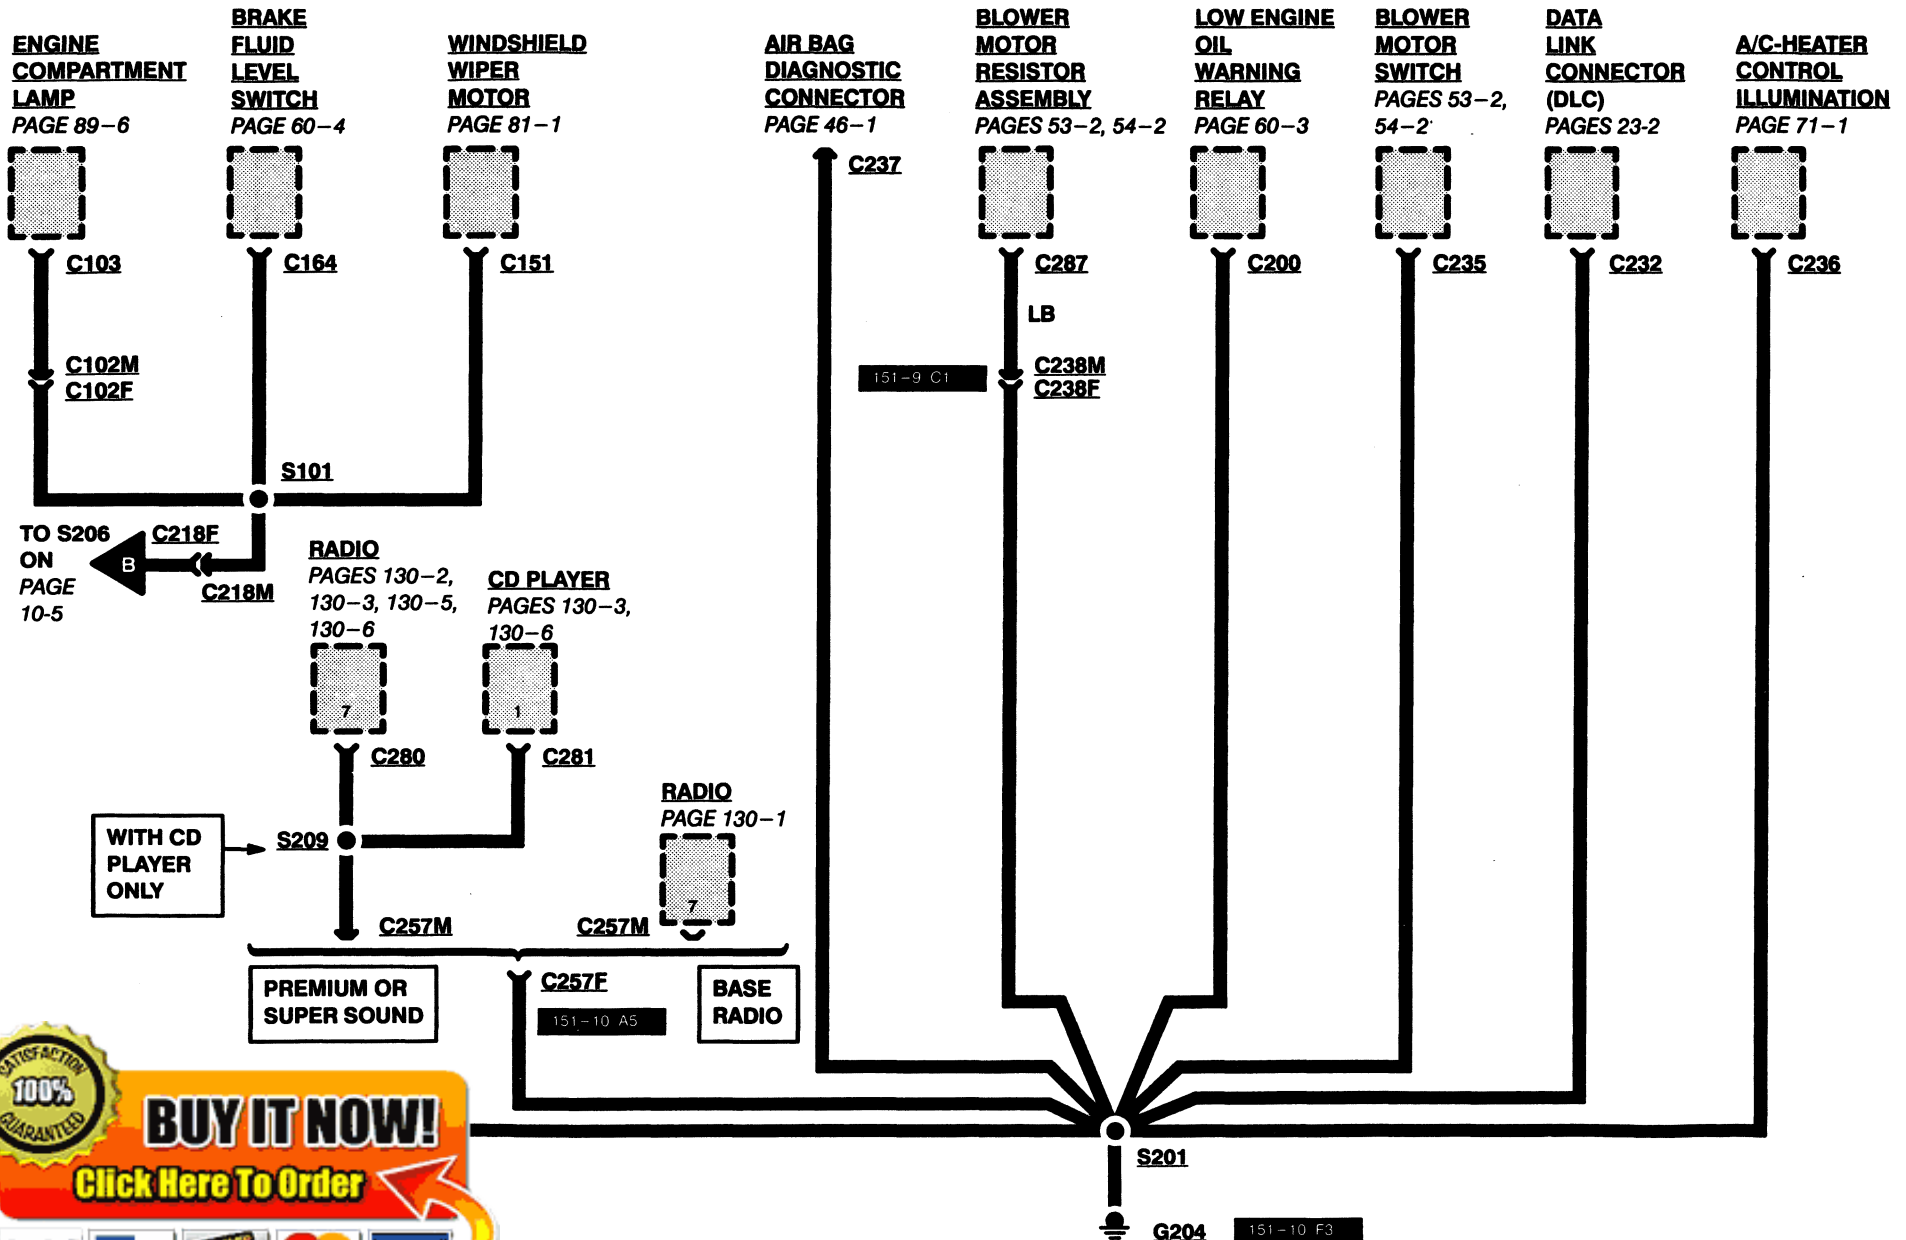 ENGINE
COMPARTMENT
LAMP
PAGE 89-6
BRAKE
FLUID
LEVEL
SWITCH
PAGE 60-4
WINDSHIELD
WIPER
MOTOR
PAGE 81-1
AIR BAG
DIAGNOSTIC
CONNECTOR
PAGE 46-1
BLOWER
MOTOR
RESISTOR
ASSEMBLY
PAGES 53-2, 54-2
LOW ENGINE
OIL
WARNING
RELAY
PAGE 60-3
BLOWER
MOTOR
SWITCH
PAGES 53-2,
54-2
DATA
LINK
CONNECTOR
(DLC)
PAGES 23-2
A/C-HEATER
CONTROL
ILLUMINATION
PAGE 71-1
C103
C164
C151
C237
C287
C200
C235
C232
C236
LB
C102M
C102F
151-9 C1
C238M
C238F
S101
TO S206
ON
PAGE
10-5
B
C218F
C218M
RADIO
PAGES 130-2,
130-3, 130-5,
130-6
7
C280
CD PLAYER
PAGES 130-3,
130-6
1
C281
WITH CD
PLAYER
ONLY
S209
RADIO
PAGE 130-1
7
C257M
C257M
PREMIUM OR
SUPER SOUND
C257F
151-10 A5
BASE
RADIO
SATISFACTION
100%
GUARANTEED
BUY IT NOW!
Click Here To Order
S201
G204
151-10 F3